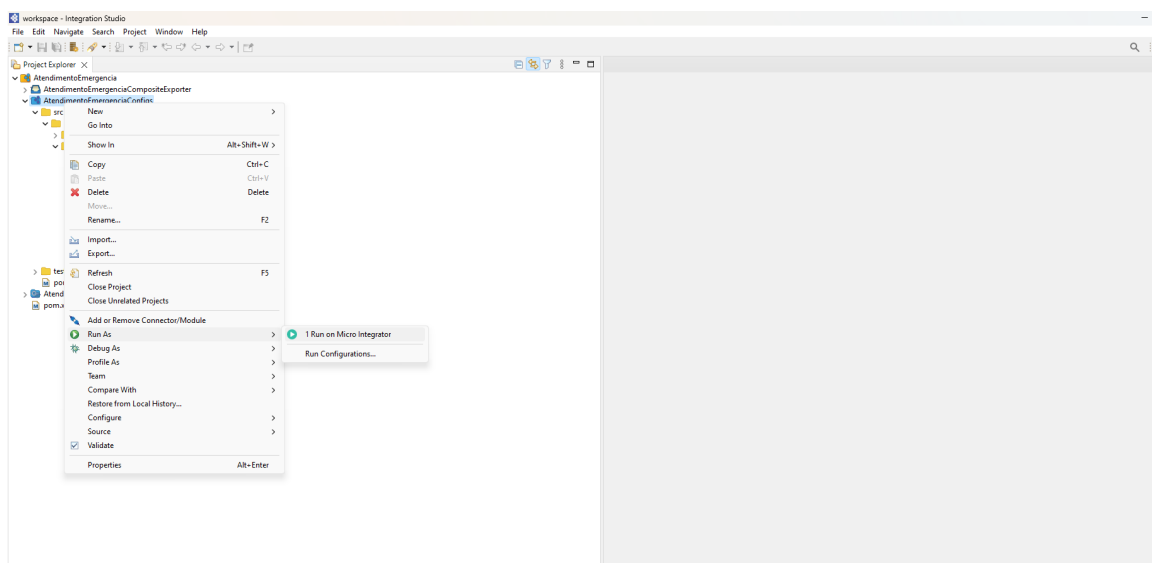 workspace - Integration Studio
File Edit Navigate Search Project Window Help
Project Explorer
AtendimentoEmergencia
AtendimentoEmergenciaCompositeExporter
AtendimentoEmergenciaConfigs
src
New
Go Into
Show In Alt+Shift+W >
Copy Ctrl+C
Paste Ctrl+V
Delete Delete
Move...
Rename... F2
Import...
Export...
tes
Refresh F5
po
Close Project
Atend
Close Unrelated Projects
pom.x
Add or Remove Connector/Module
Run As
1 Run on Micro Integrator
Debug As
Run Configurations...
Profile As
Team
Compare With
Restore from Local History...
Configure
Source
Validate
Properties Alt+Enter